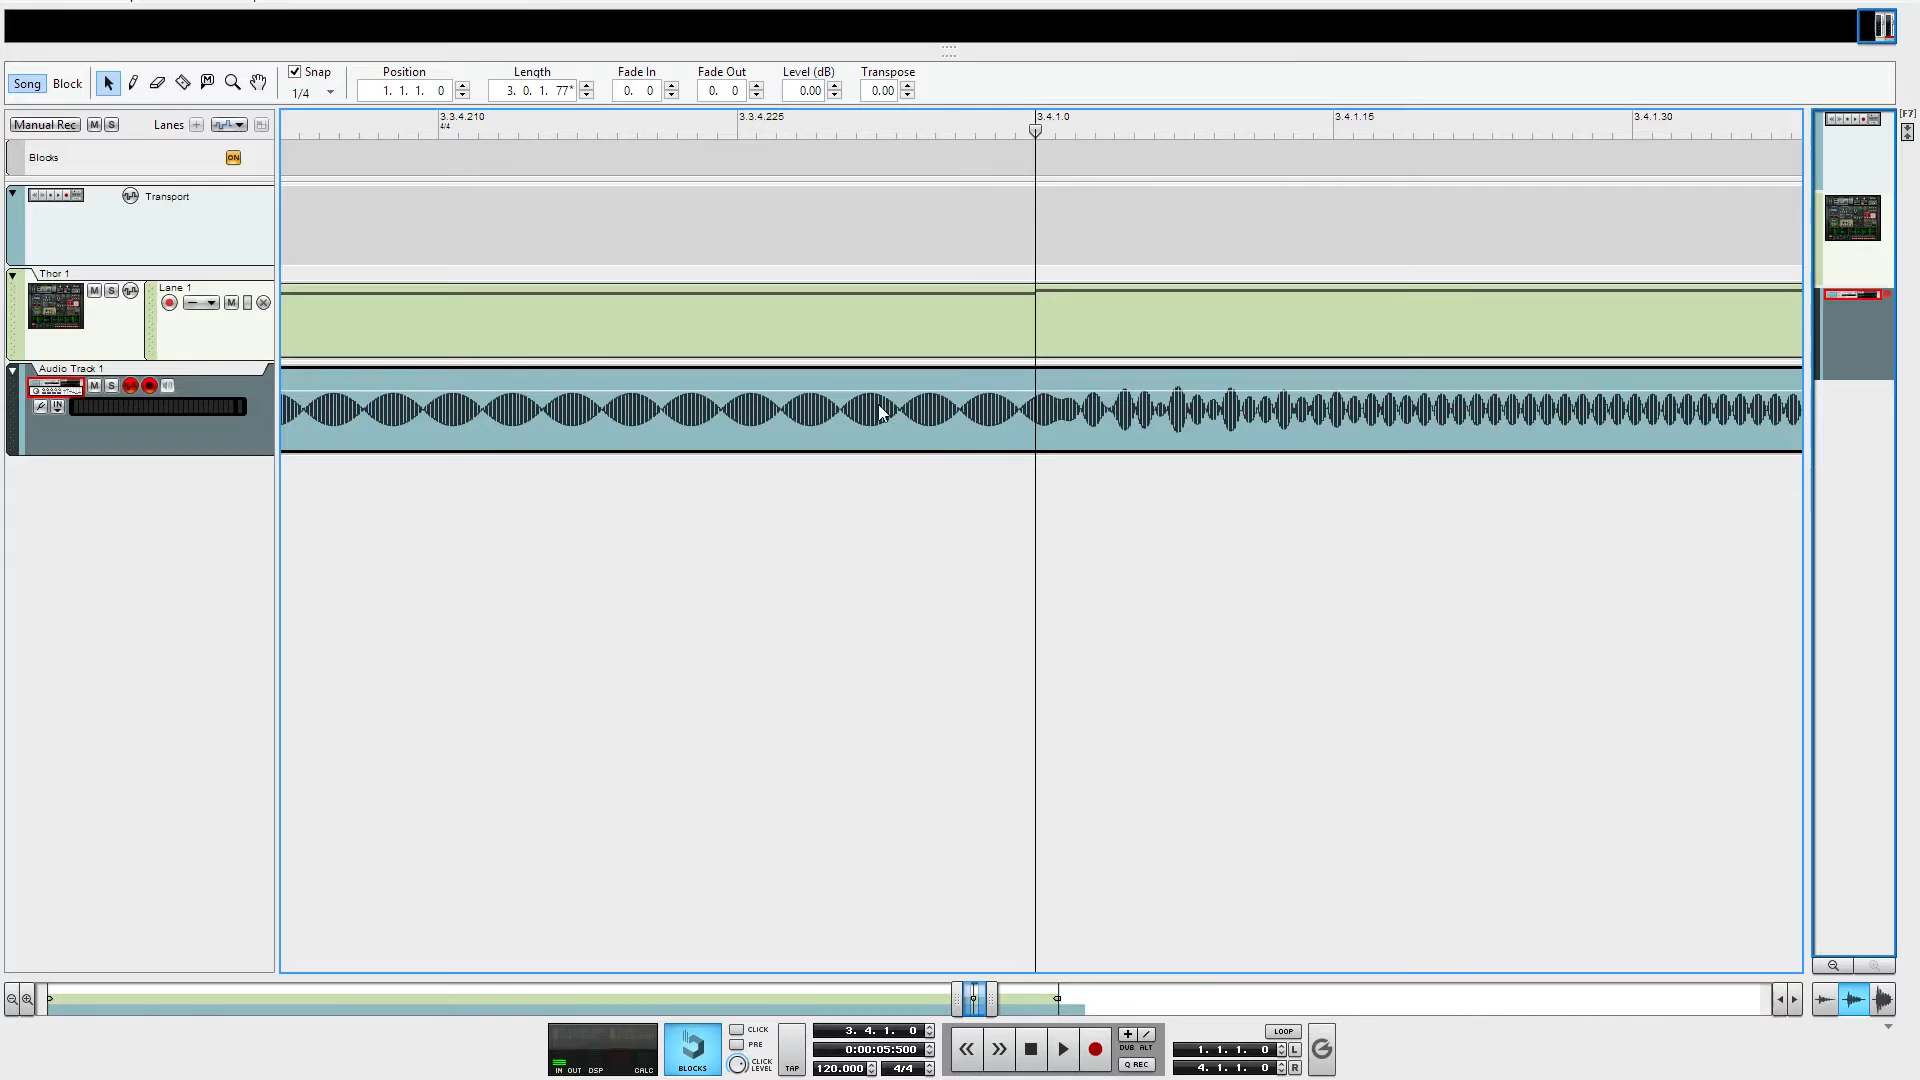 Song Block Snap 1/4 Position 1. 1. 1. 0 Length 3. 0. 1. 77* Fade In 0. 0 Fade Out 0. 0 Level (dB) 0.00 Transpose 0.00
Manual Rec M S Lanes
3.3.4.210 3.3.4.225 3.4.1.0 3.4.1.15 3.4.1.30
4/4
[F7]
Blocks ON
Transport
Thor 1
M S Lane 1
M
Audio Track 1
M S
IN
IN OUT DSP CALC
BLOCKS
CLICK
PRE
CLICK
LEVEL
TAP
3. 4. 1. 0
0:00:05:500
120.000 4/4
DUB ALT
Q REC
LOOP
1. 1. 1. 0 L
4. 1. 1. 0 R